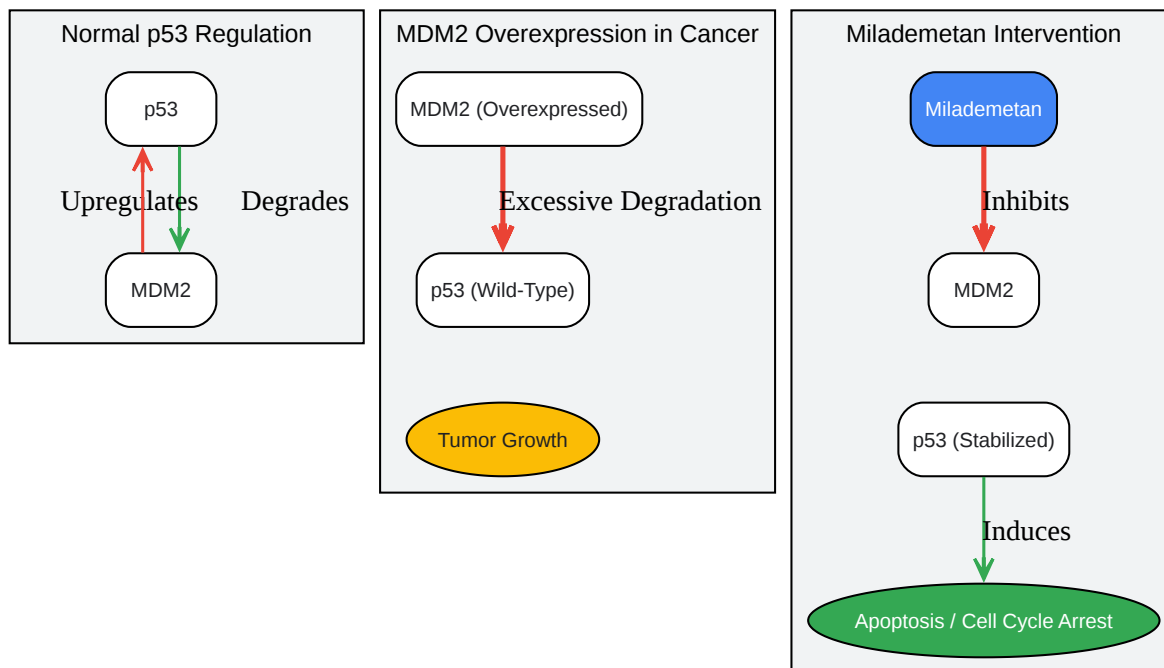 Normal p53 Regulation
p53
Upregulates
Degrades
MDM2
MDM2 Overexpression in Cancer
MDM2 (Overexpressed)
Excessive Degradation
p53 (Wild-Type)
Tumor Growth
Milademetan Intervention
Milademetan
Inhibits
MDM2
p53 (Stabilized)
Induces
Apoptosis / Cell Cycle Arrest